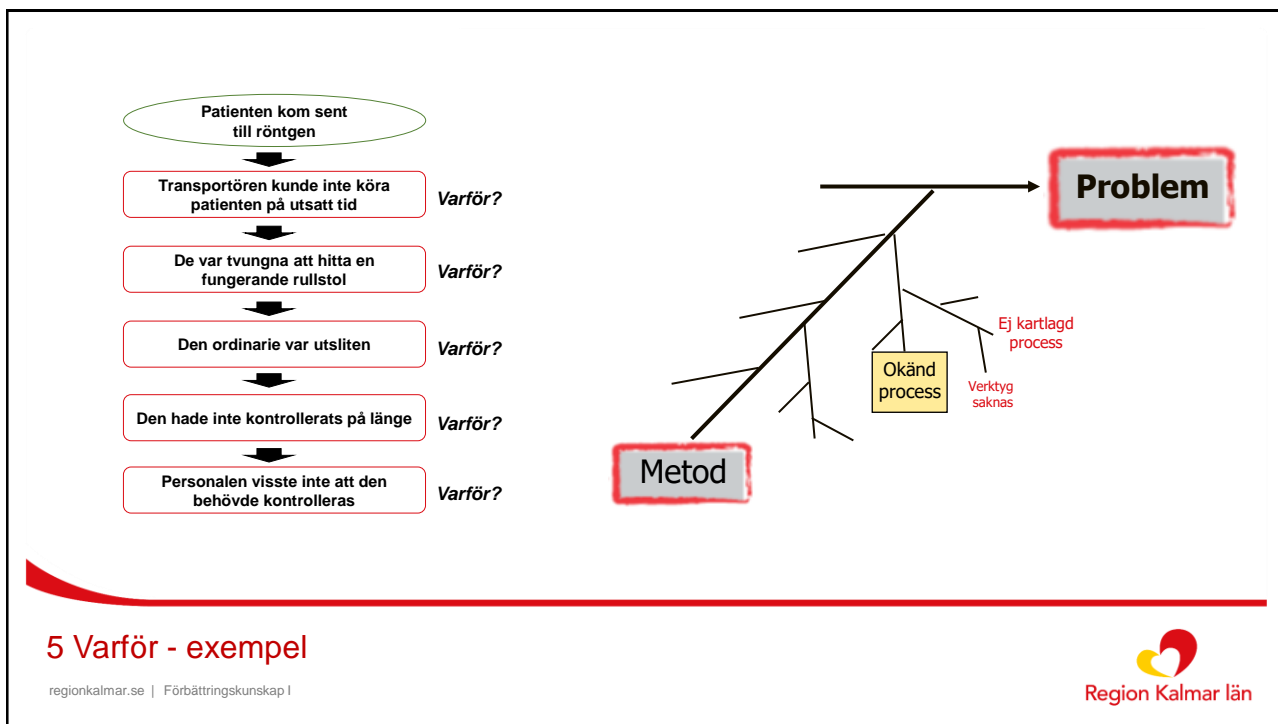 Patienten kom sent
till röntgen
Transportören kunde inte köra
patienten på utsatt tid
Varför?
De var tvungna att hitta en
fungerande rullstol
Varför?
Den ordinarie var utsliten
Varför?
Den hade inte kontrollerats på länge
Varför?
Personalen visste inte att den
behövde kontrolleras
Varför?
Problem
Ej kartlagd
process
Okänd
process
Verktyg
saknas
Metod
5 Varför - exempel
regionkalmar.se | Förbättringskunskap I
Region Kalmar län